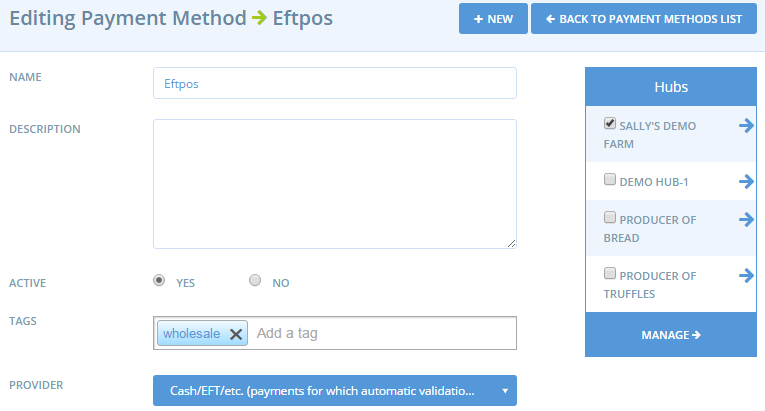 Editing Payment Method → Eftpos
+ NEW
← BACK TO PAYMENT METHODS LIST
NAME
Eftpos
DESCRIPTION
ACTIVE
YES
NO
TAGS
wholesale
Add a tag
PROVIDER
Cash/EFT/etc. (payments for which automatic validatio...
Hubs
SALLY'S DEMO
FARM
DEMO HUB-1
PRODUCER OF
BREAD
PRODUCER OF
TRUFFLES
MANAGE →